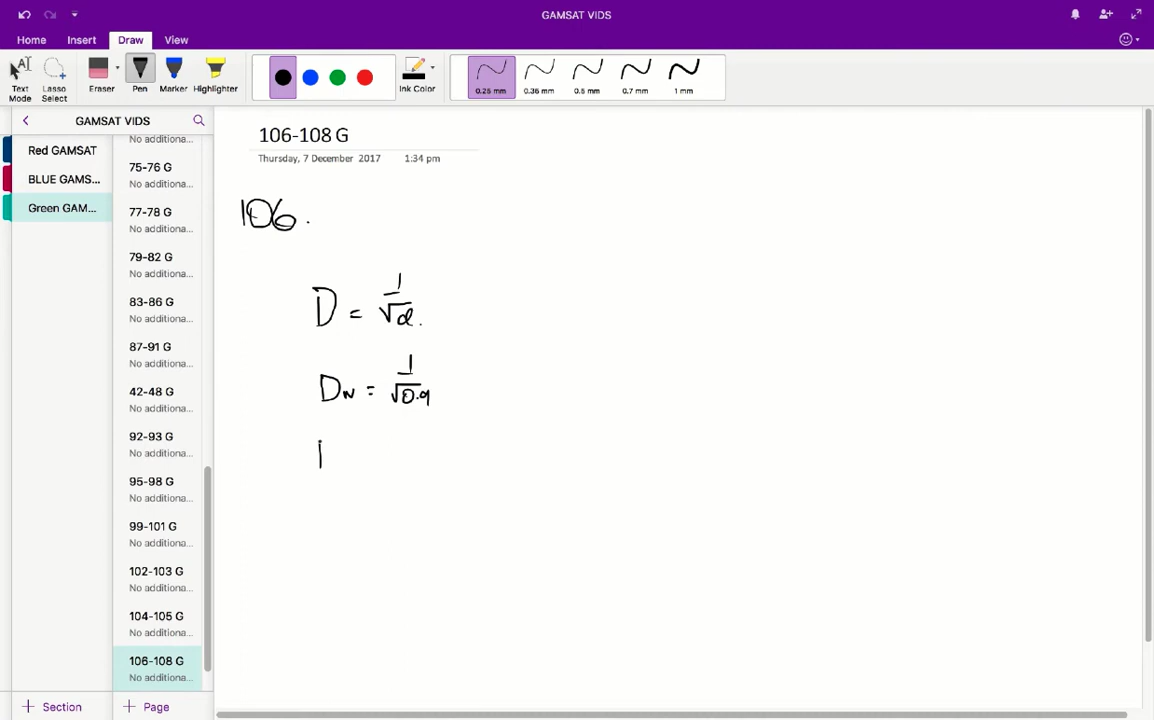 GAMSAT VIDS
Home Insert Draw View
Text Mode Lasso Select Eraser Pen Marker Highlighter Ink Color 0.25 mm 0.35 mm 0.5 mm 0.7 mm 1 mm
GAMSAT VIDS
Red GAMSAT
BLUE GAMS...
Green GAM...
No additiona...
75-76 G
No additiona...
77-78 G
No additiona...
79-82 G
No additiona...
83-86 G
No additiona...
87-91 G
No additiona...
42-48 G
No additiona...
92-93 G
No additiona...
95-98 G
No additiona...
99-101 G
No additiona...
102-103 G
No additiona...
104-105 G
No additiona...
106-108 G
No additiona...
+ Section + Page
106-108 G
Thursday, 7 December 2017 1:34 pm
106.
D = 1/√d.
Dw = 1/√0.9